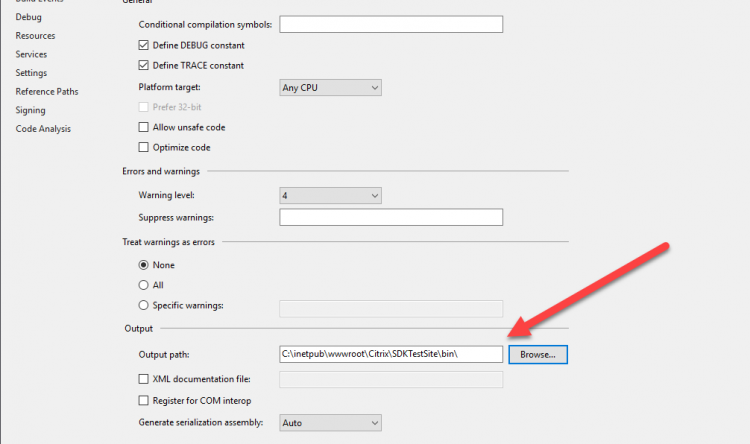 Build Events
Debug
Resources
Services
Settings
Reference Paths
Signing
Code Analysis
General
Conditional compilation symbols:
Define DEBUG constant
Define TRACE constant
Platform target: Any CPU
Prefer 32-bit
Allow unsafe code
Optimize code
Errors and warnings
Warning level: 4
Suppress warnings:
Treat warnings as errors
None
All
Specific warnings:
Output
Output path: C:\inetpub\wwwroot\Citrix\SDKTestSite\bin\ Browse...
XML documentation file:
Register for COM interop
Generate serialization assembly: Auto